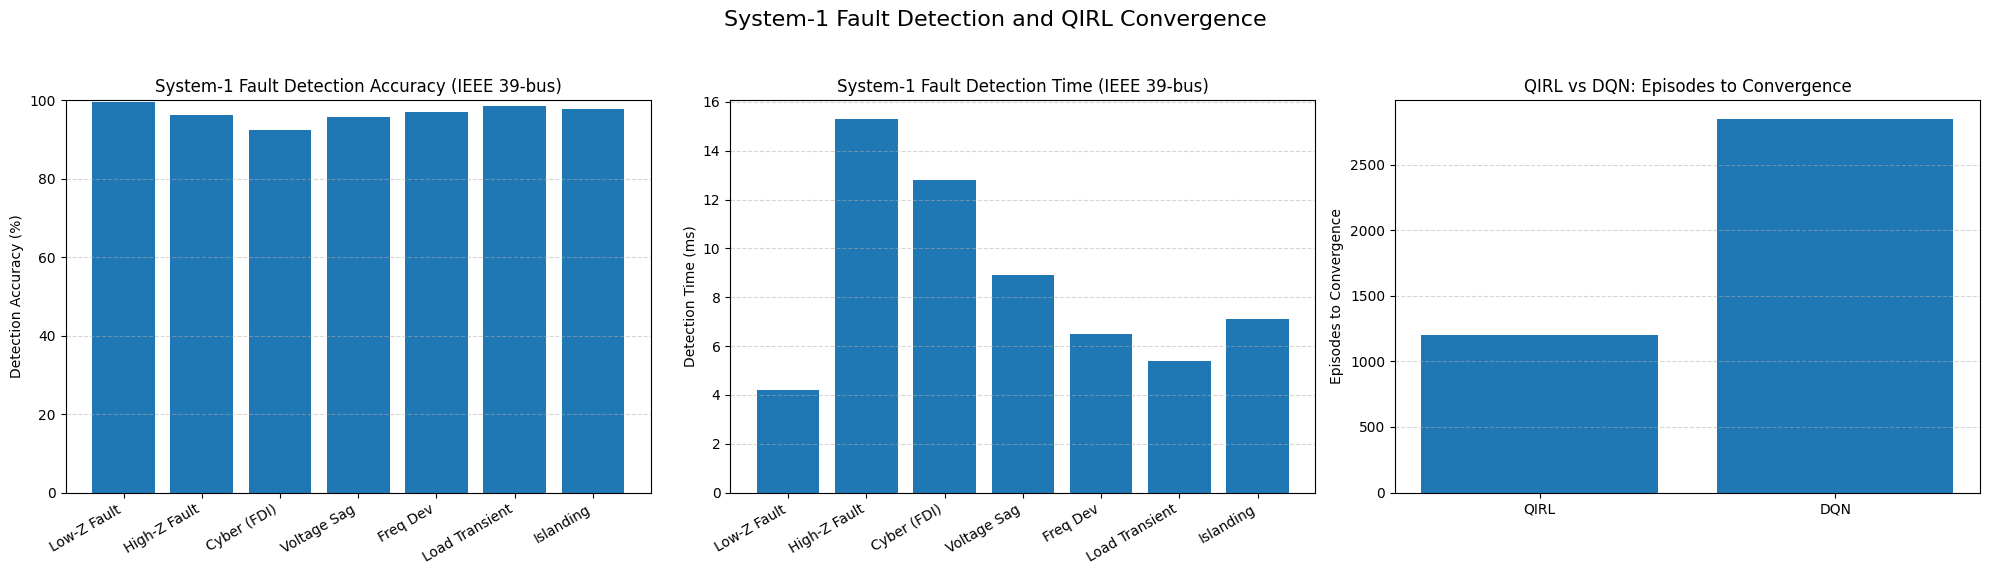 System-1 Fault Detection and QIRL Convergence
System-1 Fault Detection Accuracy (IEEE 39-bus)
Detection Accuracy (%)
100
80
60
40
20
0
Low-Z Fault
High-Z Fault
Cyber (FDI)
Voltage Sag
Freq Dev
Load Transient
Islanding
System-1 Fault Detection Time (IEEE 39-bus)
Detection Time (ms)
16
14
12
10
8
6
4
2
0
Low-Z Fault
High-Z Fault
Cyber (FDI)
Voltage Sag
Freq Dev
Load Transient
Islanding
QIRL vs DQN: Episodes to Convergence
Episodes to Convergence
2500
2000
1500
1000
500
0
QIRL
DQN